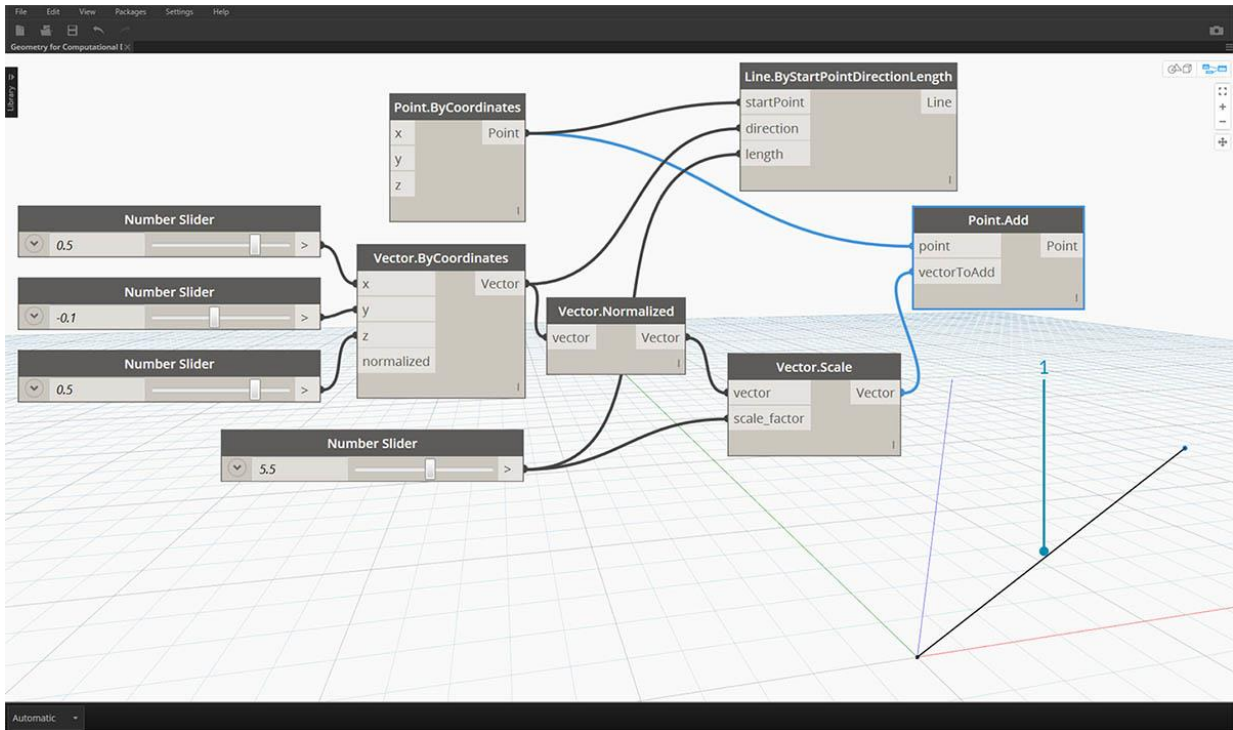 File Edit View Packages Settings Help
Geometry for Computational
Library
Line.ByStartPointDirectionLength
startPoint Line
direction
length
Point.ByCoordinates
x Point
y
z
Number Slider
0.5 >
Point.Add
point Point
vectorToAdd
Vector.ByCoordinates
x Vector
y
z
normalized
Number Slider
-0.1 >
Vector.Normalized
vector Vector
Number Slider
0.5 >
Vector.Scale
vector Vector
scale_factor
1
Number Slider
5.5 >
Automatic